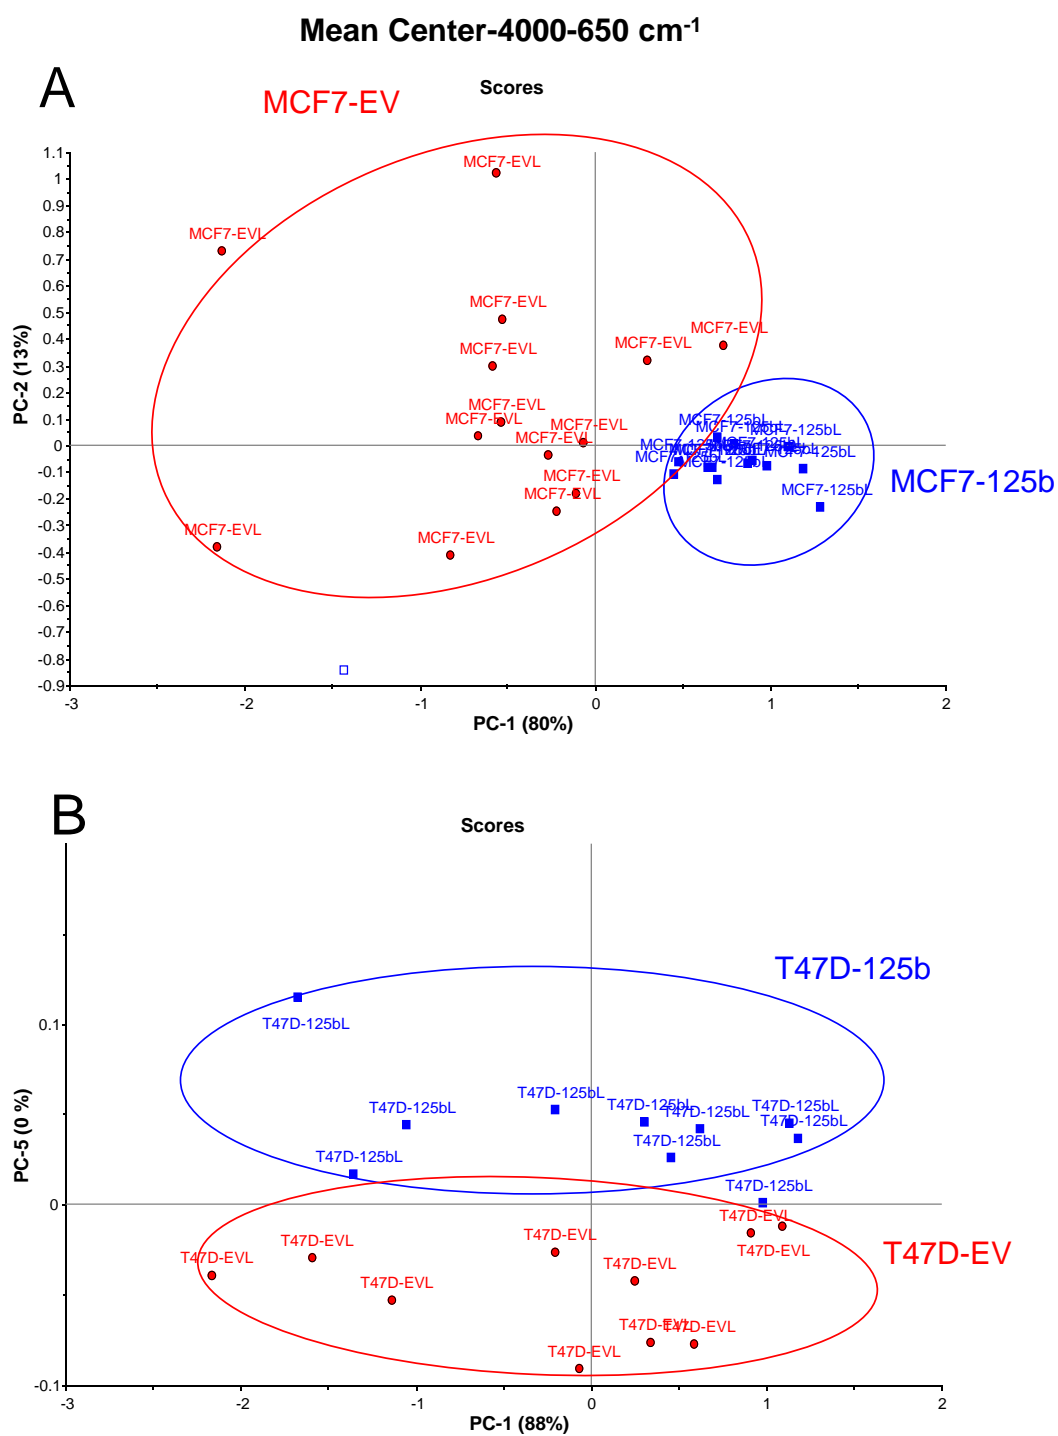 Mean Center-4000-650 cm-1
A
Scores
MCF7-EV
1.1
1
0.9
0.8
0.7
0.6
0.5
0.4
0.3
0.2
0.1
0
-0.1
-0.2
-0.3
-0.4
-0.5
-0.6
-0.7
-0.8
-0.9
PC-2 (13%)
MCF7-EVL
MCF7-EVL
MCF7-EVL
MCF7-EVL
MCF7-EVL
MCF7-EVL
MCF7-EVL
MCF7-EVL
MCF7-EVL
MCF7-EVL
MCF7-EVL
MCF7-EVL
MCF7-EVL
MCF7-EVL
MCF7-125bL
MCF7-125bL
MCF7-125bL
MCF7-125bL
MCF7-125bL
MCF7-125bL
MCF7-125bL
MCF7-125b
-3
-2
-1
0
1
2
PC-1 (80%)
B
Scores
T47D-125b
0.1
0
-0.1
PC-5 (0 %)
T47D-125bL
T47D-125bL
T47D-125bL
T47D-125bL
T47D-125bL
T47D-125bL
T47D-125bL
T47D-125bL
T47D-125bL
T47D-125bL
T47D-EVL
T47D-EVL
T47D-EVL
T47D-EVL
T47D-EVL
T47D-EVL
T47D-EVL
T47D-EVL
T47D-EVL
T47D-EVL
T47D-EV
-3
-2
-1
0
1
2
PC-1 (88%)